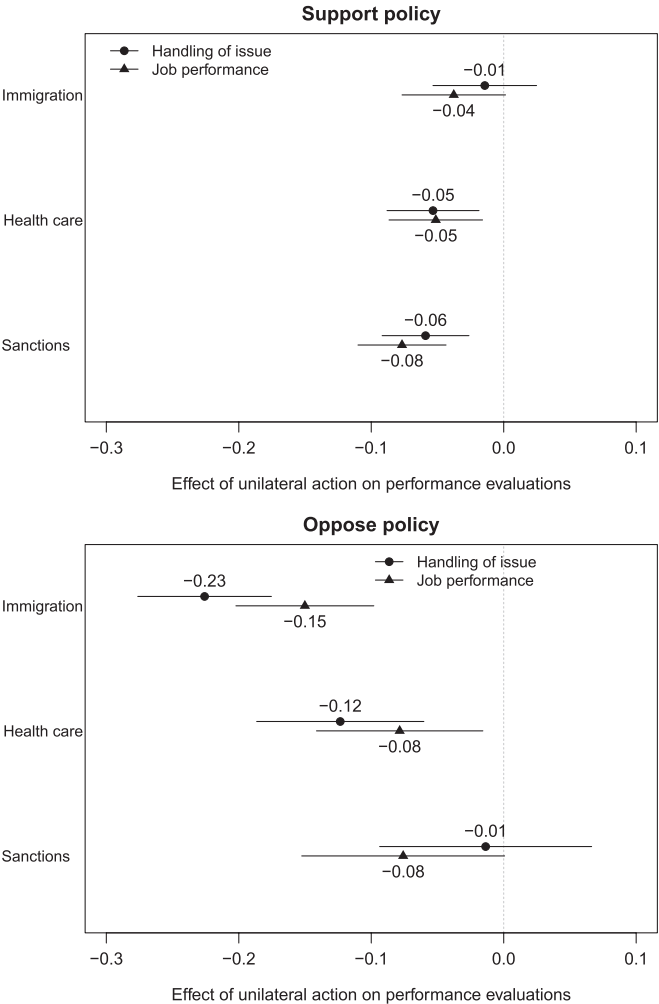 Support policy
Handling of issue
Job performance
−0.01
Immigration
−0.04
−0.05
Health care
−0.05
−0.06
Sanctions
−0.08
−0.3 −0.2 −0.1 0.0 0.1
Effect of unilateral action on performance evaluations
Oppose policy
Handling of issue
Job performance
−0.23
Immigration
−0.15
−0.12
Health care
−0.08
−0.01
Sanctions
−0.08
−0.3 −0.2 −0.1 0.0 0.1
Effect of unilateral action on performance evaluations